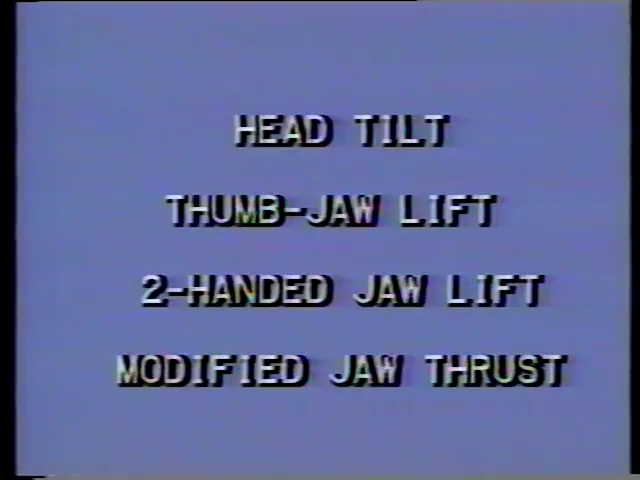 HEAD TILT
THUMB-JAW LIFT
2-HANDED JAW LIFT
MODIFIED JAW THRUST